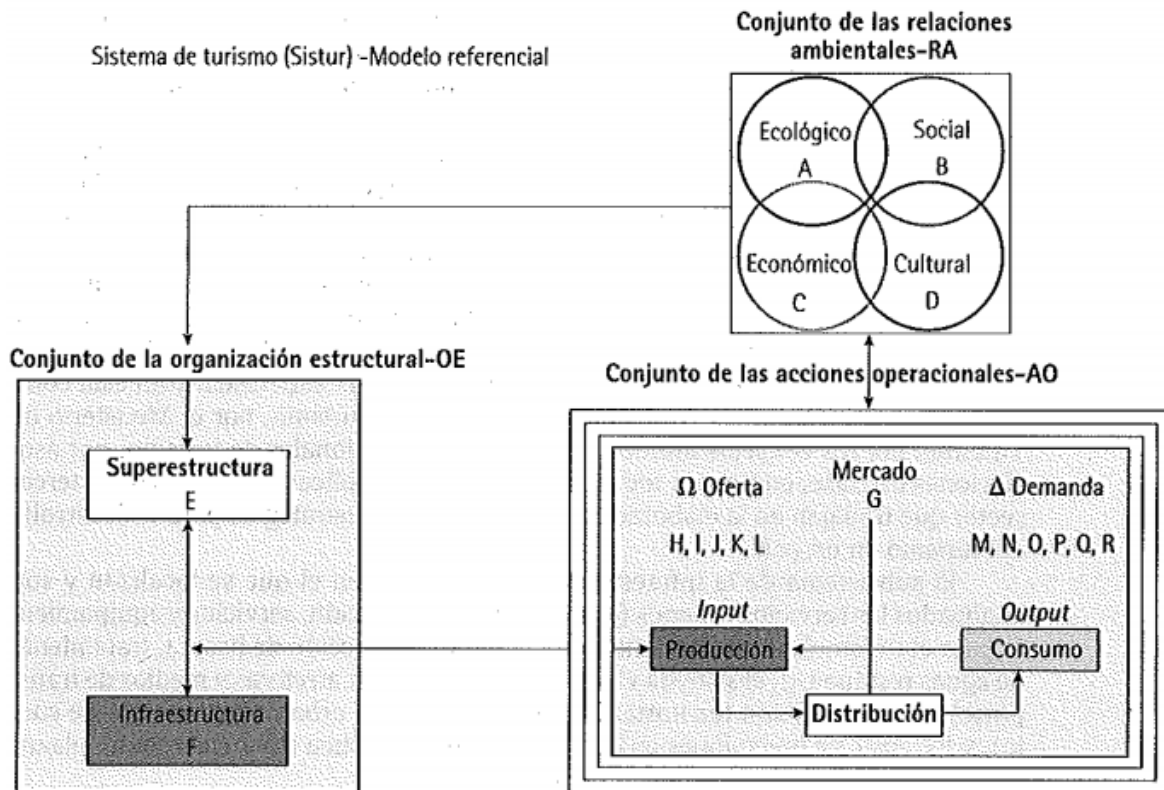 Sistema de turismo (Sistur) -Modelo referencial
Conjunto de las relaciones
ambientales-RA
Ecológico
A
Social
B
Económico
C
Cultural
D
Conjunto de la organización estructural-OE
Superestructura
E
Infraestructura
F
Conjunto de las acciones operacionales-AO
Ω Oferta
H, I, J, K, L
Mercado
G
Δ Demanda
M, N, O, P, Q, R
Input
Producción
Distribución
Output
Consumo